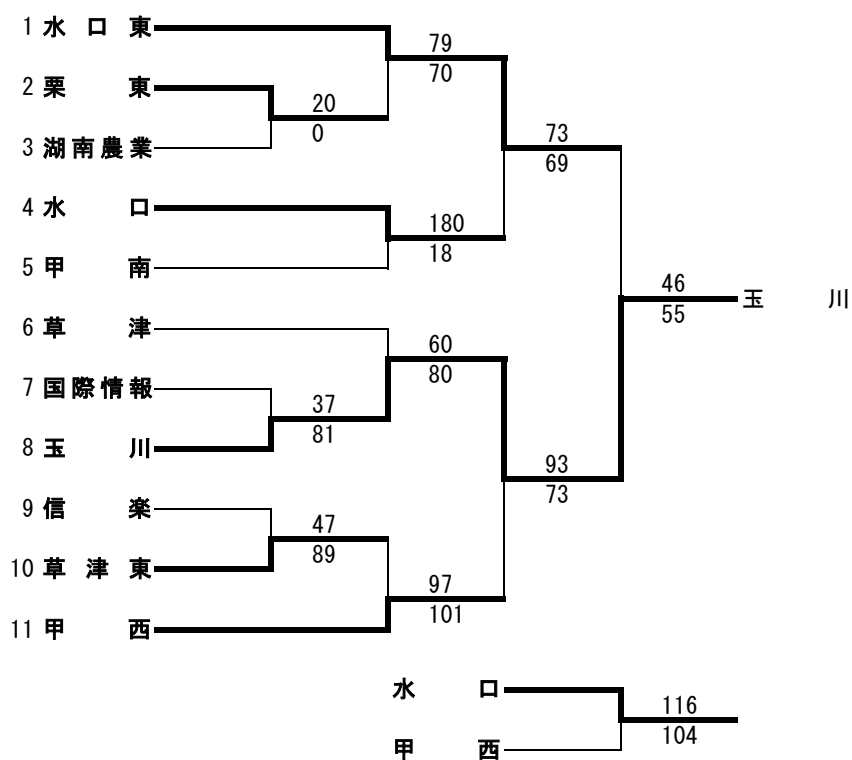 1 水口東
79
70
2 栗東
20
0
3 湖南農業
73
69
4 水口
180
18
5 甲南
46
55
玉川
6 草津
60
80
7 国際情報
37
81
8 玉川
93
73
9 信楽
47
89
10 草津東
97
101
11 甲西
水口
116
104
甲西